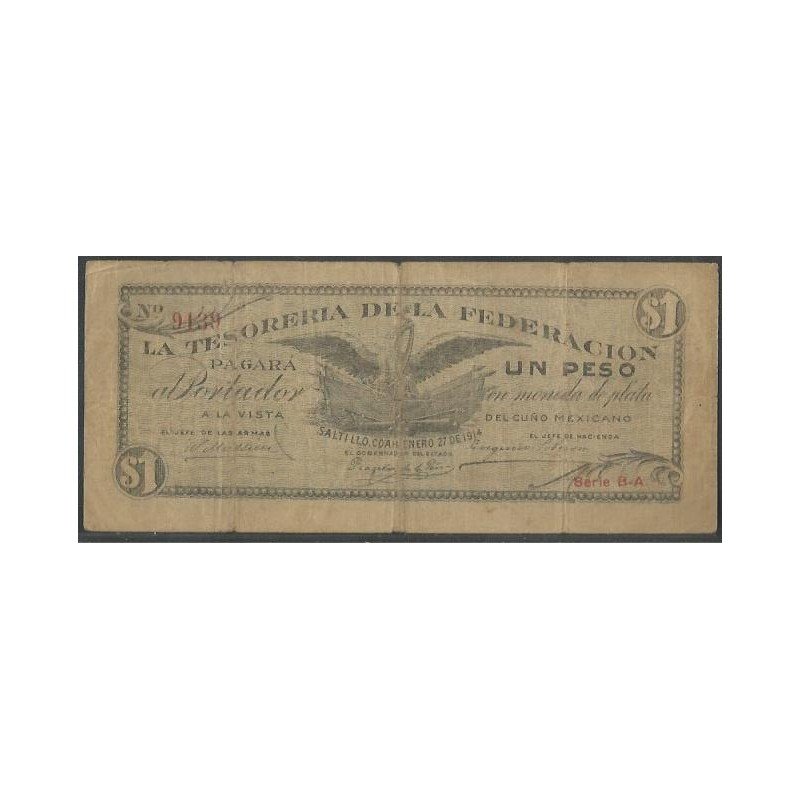 No 9439
$1
LA TESORERIA DE LA FEDERACION
PAGARÁ
UN PESO
al Portador
en moneda de plata
A LA VISTA
DEL CUÑO MEXICANO
SALTILLO, COAH. ENERO 27 DE 1914
EL JEFE DE LAS ARMAS
EL GOBERNADOR DEL ESTADO
EL JEFE DE HACIENDA
$1
Serie B-A